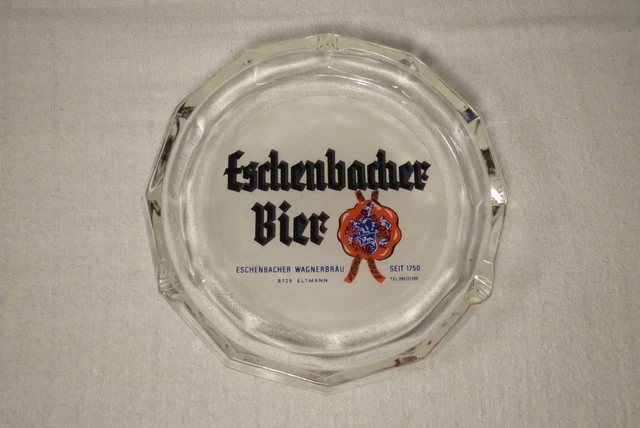 Eschenbacher
Bier
ESCHENBACHER WAGNERBRÄU SEIT 1750
8729 ELTMANN